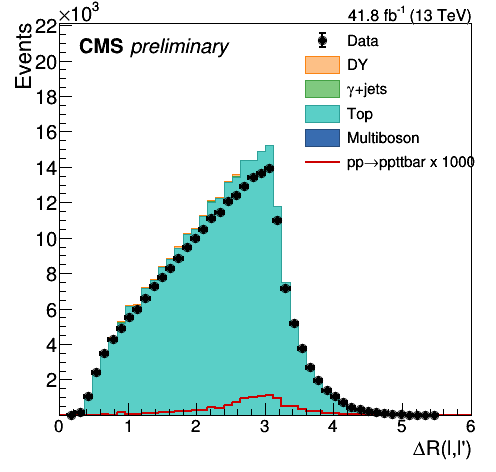 ×10³
41.8 fb⁻¹ (13 TeV)
CMS preliminary
Data
DY
γ+jets
Top
Multiboson
pp→ppttbar x 1000
Events
22
20
18
16
14
12
10
8
6
4
2
0 1 2 3 4 5 6
ΔR(l,l')